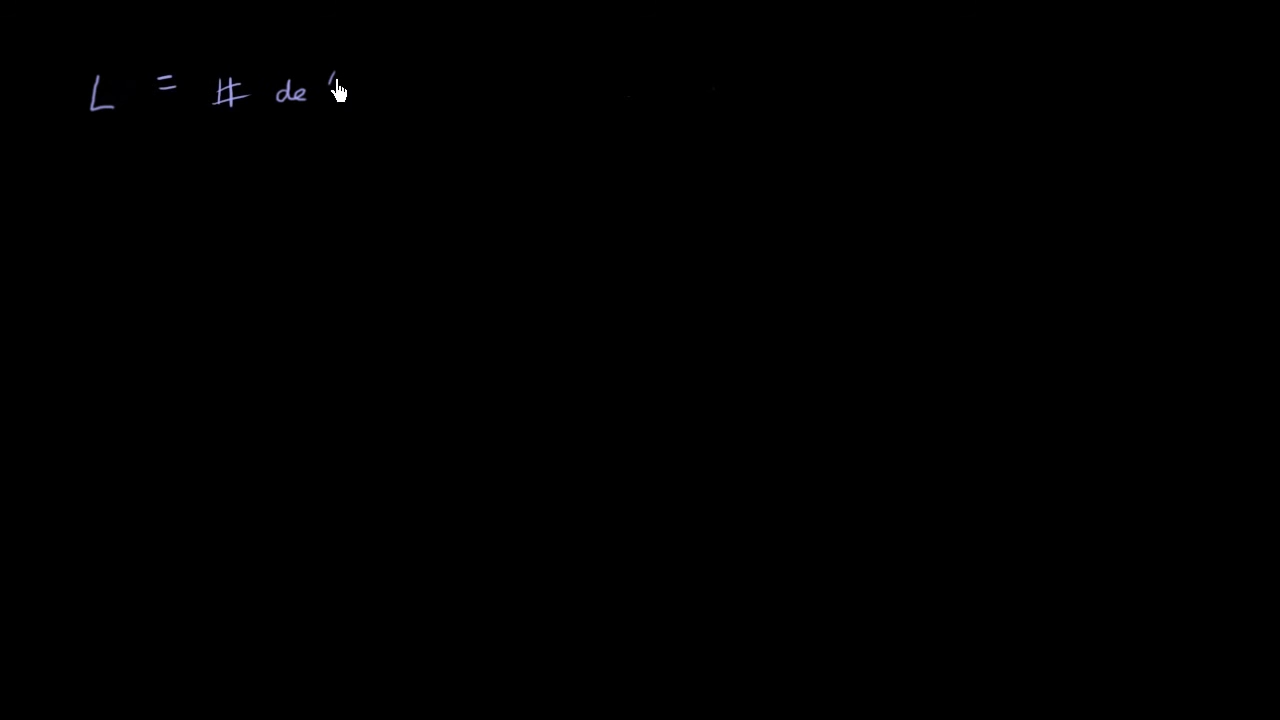 L = # de